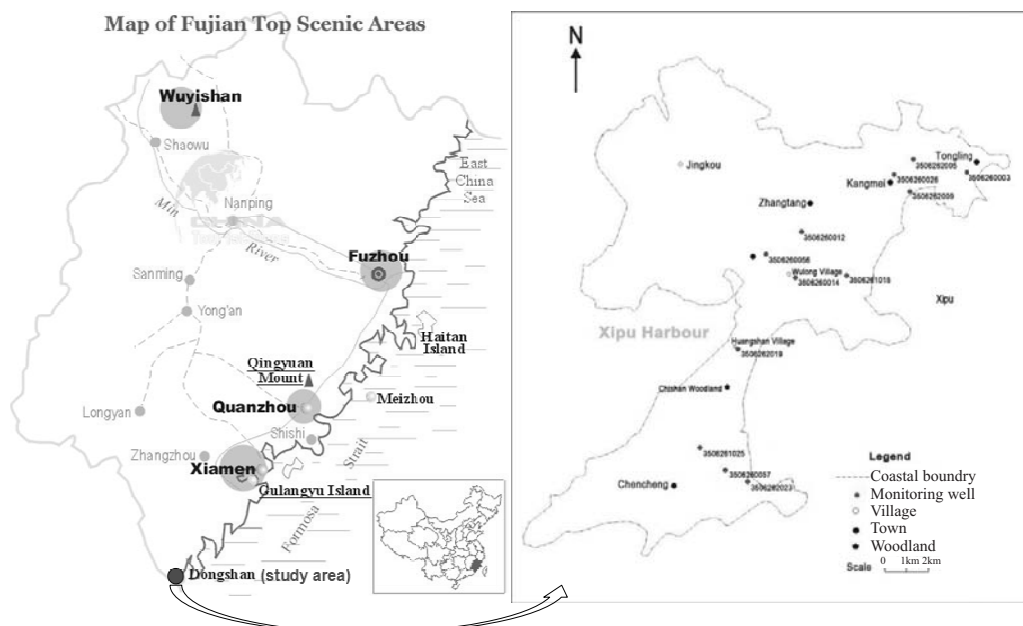 Map of Fujian Top Scenic Areas
Wuyishan
Shaowu
Nanping
Min
River
East
China
Sea
Fuzhou
Sanming
Yong'an
Haitan
Island
Qingyuan
Mount
Meizhou
Quanzhou
Longyan
Shishi
Zhangzhou
Xiamen
Strait
Gulangyu Island
Formosa
Dongshan (study area)
N
Jingkou
Tongling
3506262005
3506260003
Kangmei
3506260026
3506262009
Zhangtang
3506260012
3506260056
Wulong Village
3506260014
3506261018
Xipu
Xipu Harbour
Huangshan Village
3506262019
Chishan Woodland
3506261025
3506260057
3506262023
Chencheng
Legend
Coastal boundry
Monitoring well
Village
Town
Woodland
Scale 0 1km 2km